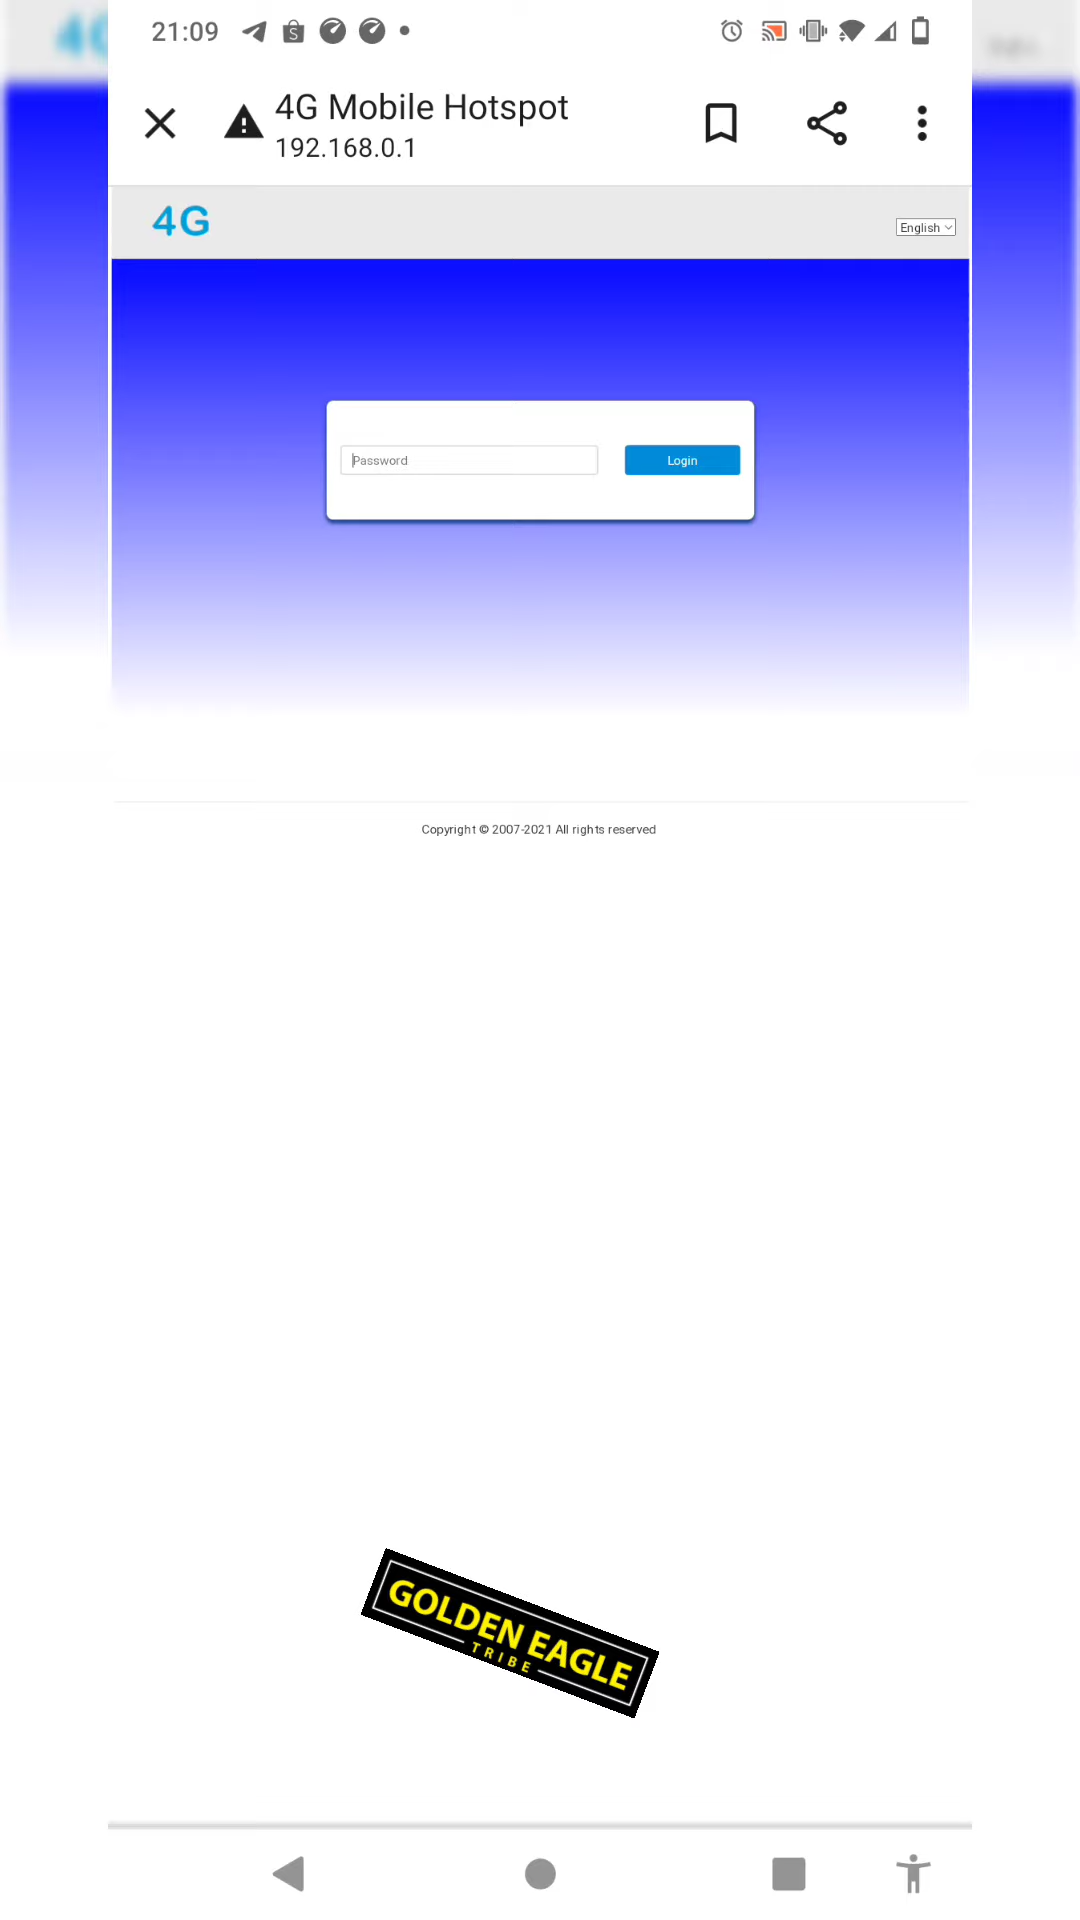 21:09
4G Mobile Hotspot
192.168.0.1
4G
English
Password
Login
Copyright © 2007-2021 All rights reserved
GOLDEN EAGLE
TRIBE